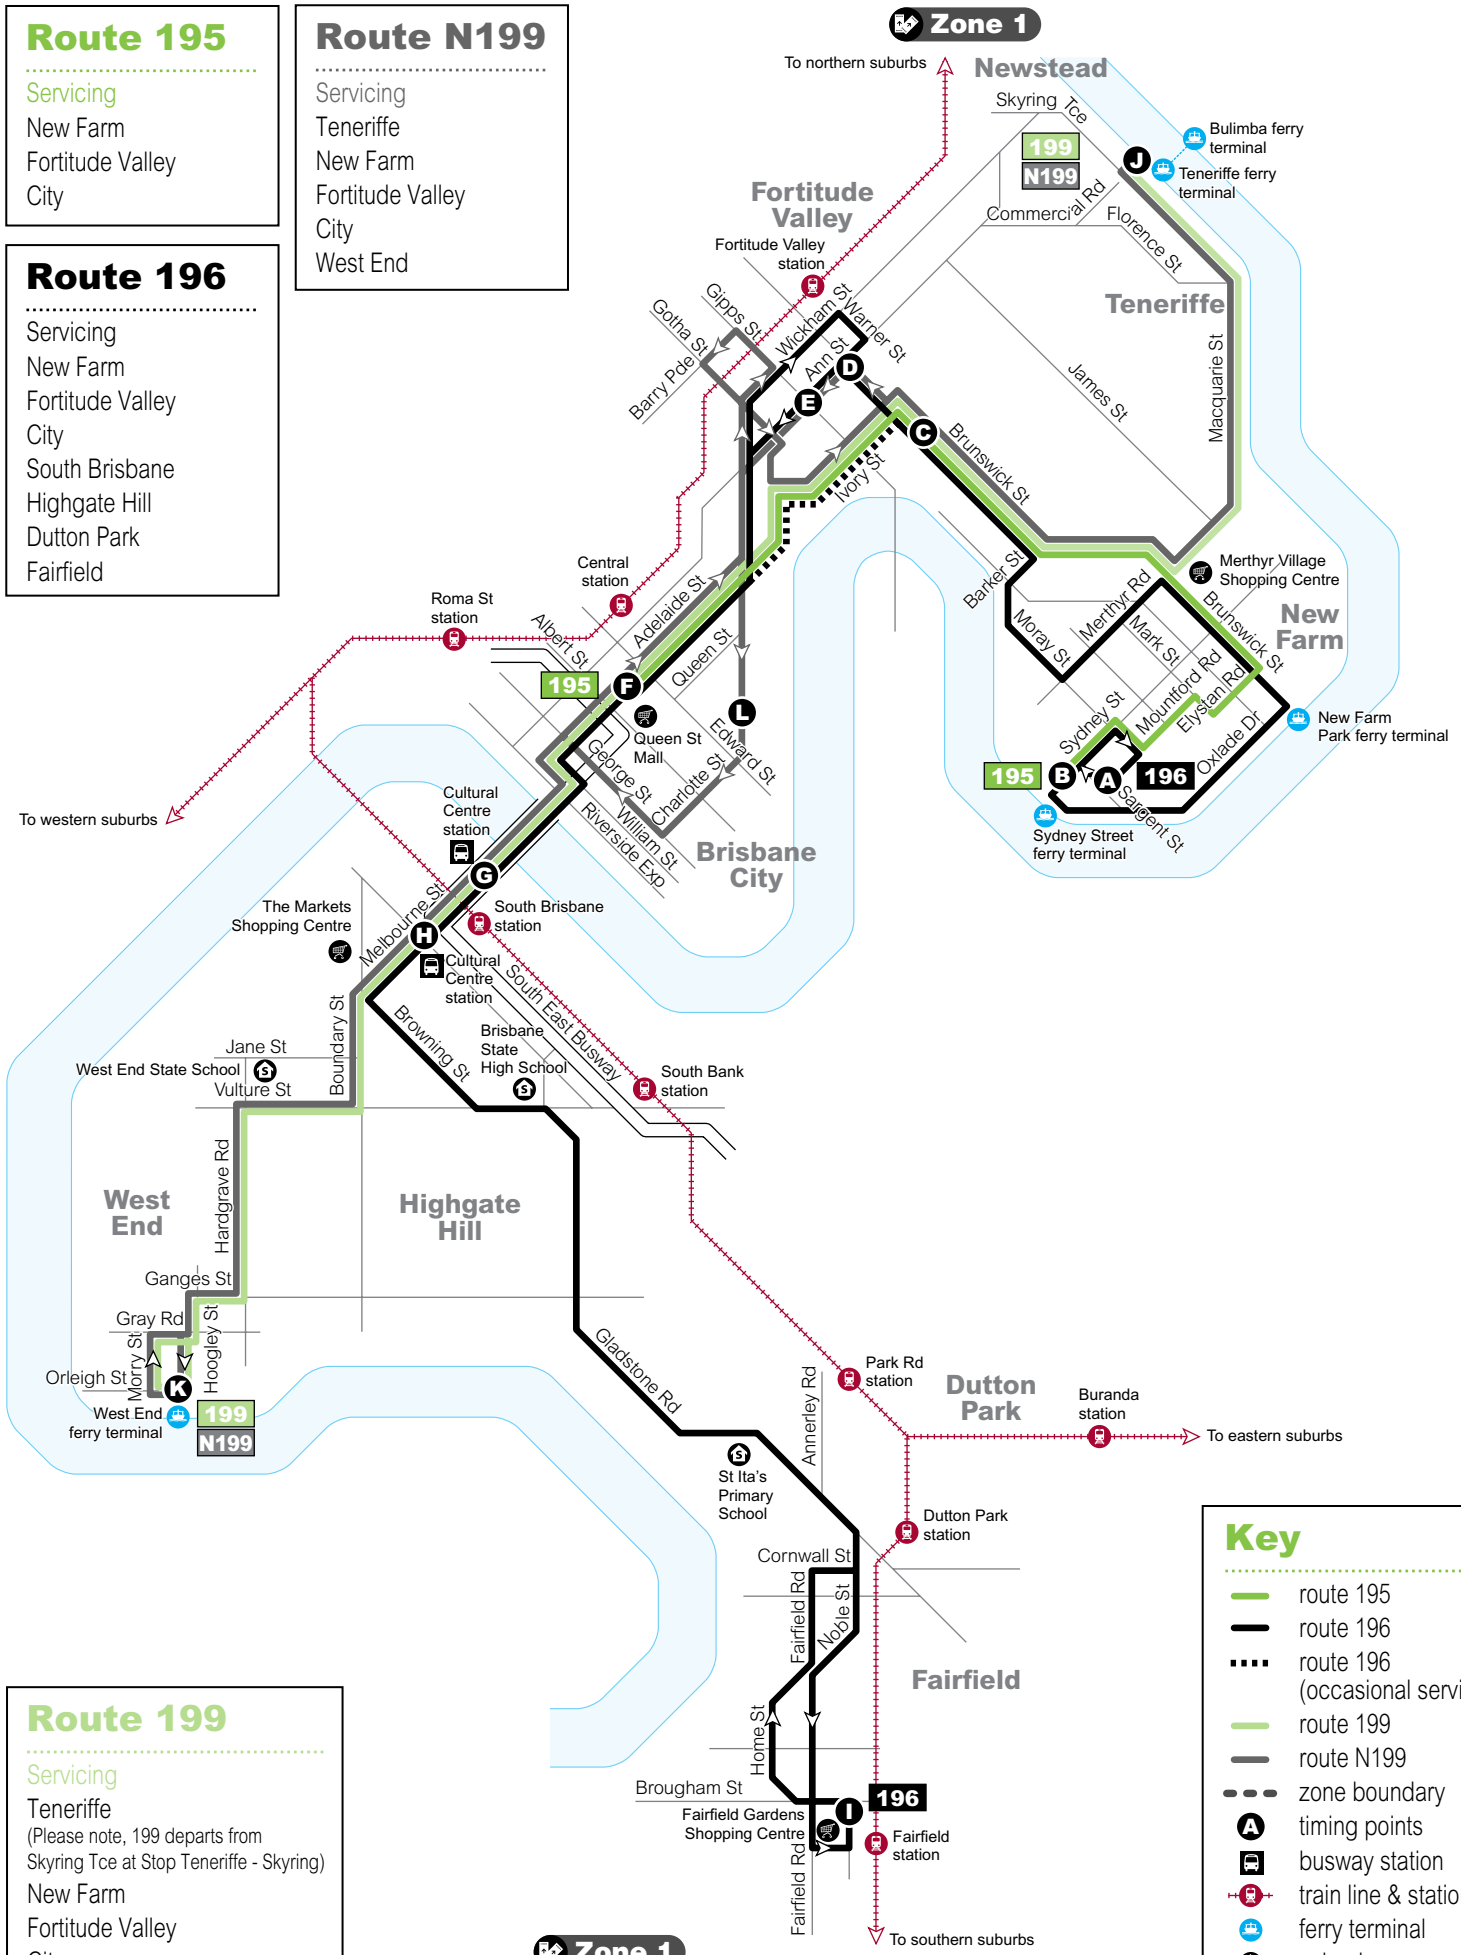 Route 195
Servicing
New Farm
Fortitude Valley
City
Route N199
Servicing
Teneriffe
New Farm
Fortitude Valley
City
West End
Route 196
Servicing
New Farm
Fortitude Valley
City
South Brisbane
Highgate Hill
Dutton Park
Fairfield
Zone 1
To northern suburbs
Newstead
Skyring Tce
199
N199
J
Bulimba ferry
terminal
Teneriffe ferry
terminal
Commercial Rd
Florence St
Fortitude
Valley
Fortitude Valley
station
Teneriffe
Gipps St
Gotha St
Barry Pde
Wickham St
Warner St
Ann St
D
E
C
James St
Macquarie St
Brunswick St
Ivory St
Central
station
Roma St
station
Albert St
Adelaide St
Queen St
195
F
L
Queen St
Mall
Edward St
George St
Charlotte St
William St
Riverside Exp
Brisbane
City
Barker St
Moray St
Merthyr Rd
Merthyr Village
Shopping Centre
New
Farm
Brunswick St
Mark St
Mountford Rd
Elystan Rd
Sydney St
Oxlade Dr
New Farm
Park ferry terminal
195
B
A
196
Sargent St
Sydney Street
ferry terminal
To western suburbs
Cultural
Centre
station
G
The Markets
Shopping Centre
Melbourne St
South Brisbane
station
H
Cultural
Centre
station
South East Busway
Browning St
Brisbane
State
High School
South Bank
station
Boundary St
Jane St
West End State School
Vulture St
Hardgrave Rd
West
End
Highgate
Hill
Ganges St
Gray Rd
Morry St
Hoogley St
Orleigh St
K
West End
ferry terminal
199
N199
Gladstone Rd
Annerley Rd
Park Rd
station
Dutton
Park
Buranda
station
To eastern suburbs
St Ita's
Primary
School
Dutton Park
station
Cornwall St
Fairfield Rd
Noble St
Fairfield
Home St
Brougham St
I
196
Fairfield Gardens
Shopping Centre
Fairfield
station
Fairfield Rd
To southern suburbs
Zone 1
Route 199
Servicing
Teneriffe
(Please note, 199 departs from
Skyring Tce at Stop Teneriffe - Skyring)
New Farm
Fortitude Valley
Key
route 195
route 196
route 196
(occasional servi
route 199
route N199
zone boundary
A
timing points
busway station
train line & statio
ferry terminal